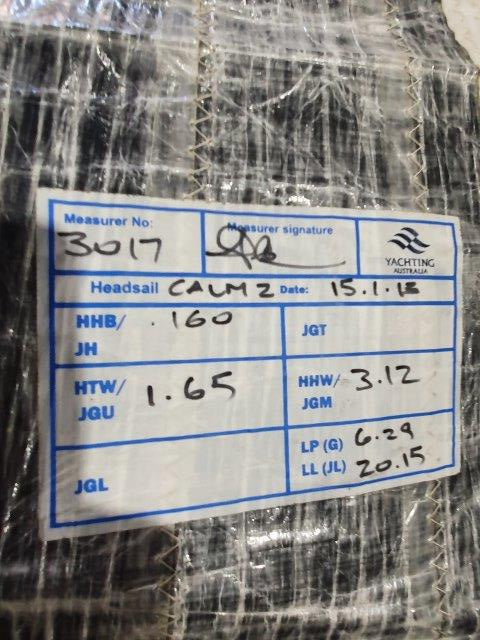 Measurer No:
3017
Measurer signature
YACHTING
AUSTRALIA
Headsail CALM 2 Date: 15.1.15
HHB/ .160
JH
JGT
HTW/ 1.65
JGU
HHW/ 3.12
JGM
JGL
LP (G) 6.29
LL (JL) 20.15